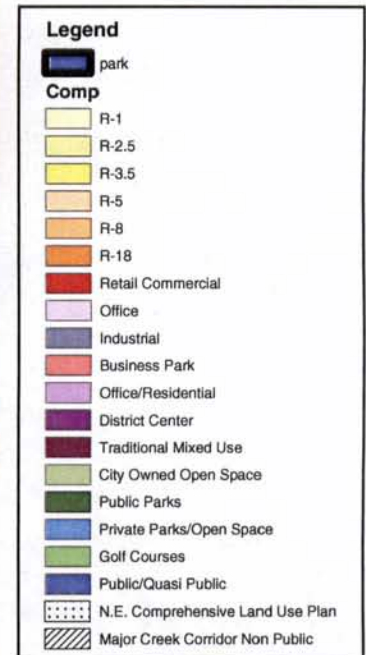 Legend
park
Comp
R-1
R-2.5
R-3.5
R-5
R-8
R-18
Retail Commercial
Office
Industrial
Business Park
Office/Residential
District Center
Traditional Mixed Use
City Owned Open Space
Public Parks
Private Parks/Open Space
Golf Courses
Public/Quasi Public
N.E. Comprehensive Land Use Plan
Major Creek Corridor Non Public